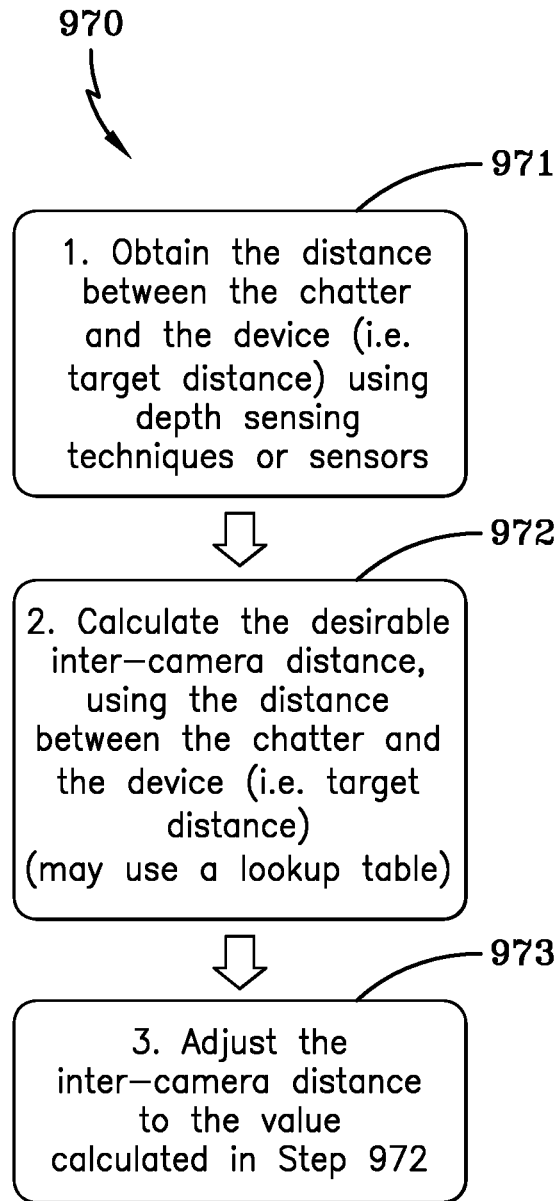 970
971
1. Obtain the distance
between the chatter
and the device (i.e.
target distance) using
depth sensing
techniques or sensors
972
2. Calculate the desirable
inter-camera distance,
using the distance
between the chatter and
the device (i.e. target
distance)
(may use a lookup table)
973
3. Adjust the
inter-camera distance
to the value
calculated in Step 972